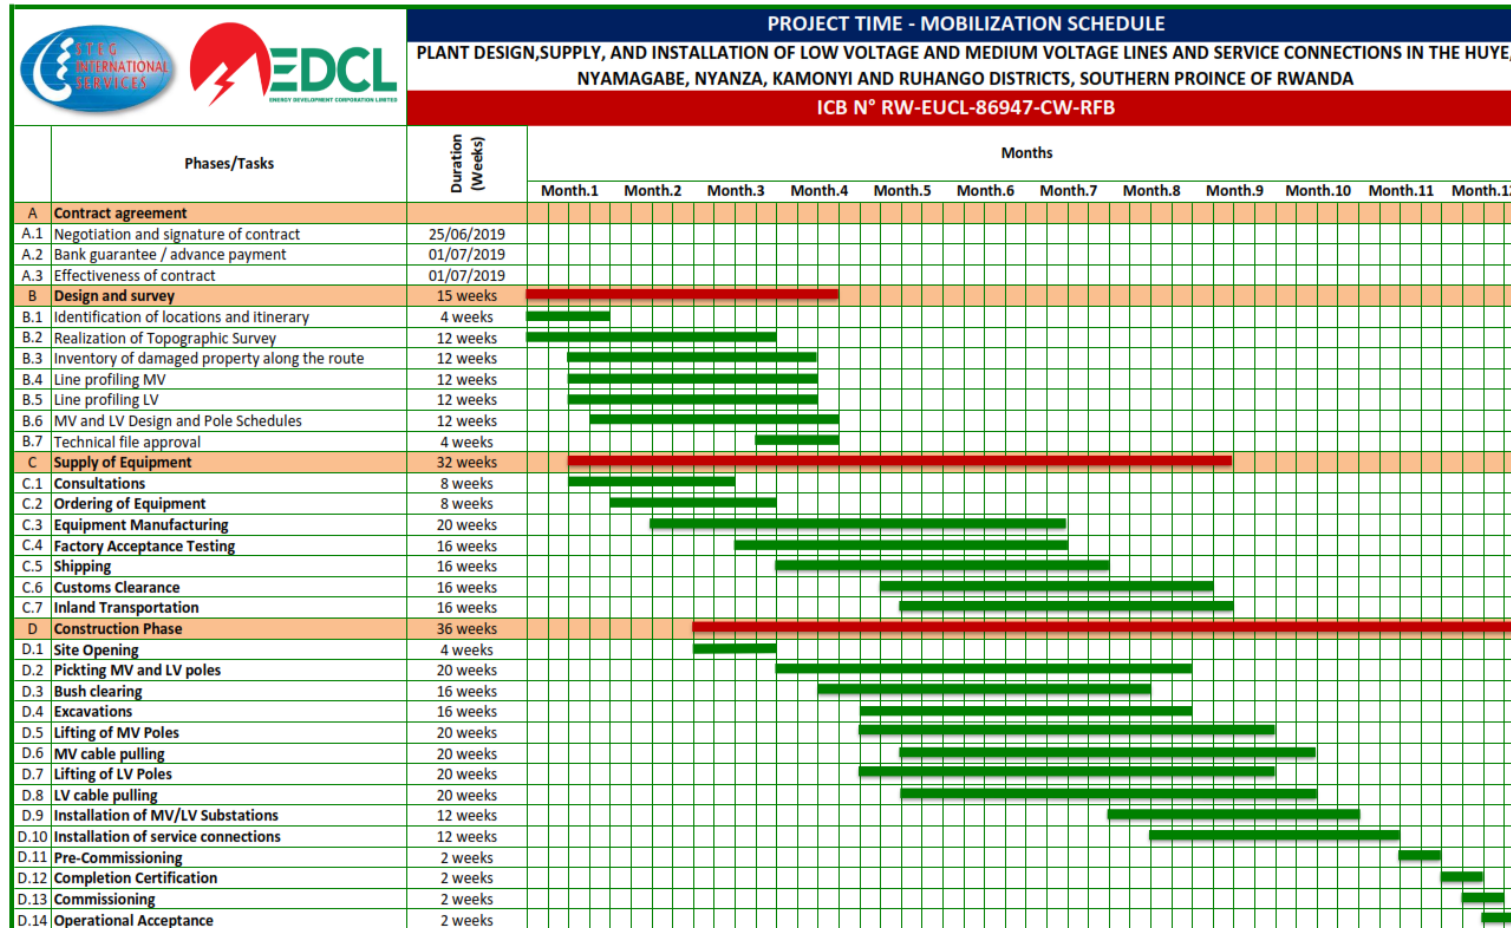 STEG
INTERNATIONAL
SERVICES
EDCL
ENERGY DEVELOPMENT CORPORATION LIMITED
PROJECT TIME - MOBILIZATION SCHEDULE
PLANT DESIGN,SUPPLY, AND INSTALLATION OF LOW VOLTAGE AND MEDIUM VOLTAGE LINES AND SERVICE CONNECTIONS IN THE HUYE,
NYAMAGABE, NYANZA, KAMONYI AND RUHANGO DISTRICTS, SOUTHERN PROINCE OF RWANDA
ICB N° RW-EUCL-86947-CW-RFB
Phases/Tasks Duration (Weeks) Months
Month.1 Month.2 Month.3 Month.4 Month.5 Month.6 Month.7 Month.8 Month.9 Month.10 Month.11 Month.12
A Contract agreement
A.1 Negotiation and signature of contract 25/06/2019
A.2 Bank guarantee / advance payment 01/07/2019
A.3 Effectiveness of contract 01/07/2019
B Design and survey 15 weeks
B.1 Identification of locations and itinerary 4 weeks
B.2 Realization of Topographic Survey 12 weeks
B.3 Inventory of damaged property along the route 12 weeks
B.4 Line profiling MV 12 weeks
B.5 Line profiling LV 12 weeks
B.6 MV and LV Design and Pole Schedules 12 weeks
B.7 Technical file approval 4 weeks
C Supply of Equipment 32 weeks
C.1 Consultations 8 weeks
C.2 Ordering of Equipment 8 weeks
C.3 Equipment Manufacturing 20 weeks
C.4 Factory Acceptance Testing 16 weeks
C.5 Shipping 16 weeks
C.6 Customs Clearance 16 weeks
C.7 Inland Transportation 16 weeks
D Construction Phase 36 weeks
D.1 Site Opening 4 weeks
D.2 Pickting MV and LV poles 20 weeks
D.3 Bush clearing 16 weeks
D.4 Excavations 16 weeks
D.5 Lifting of MV Poles 20 weeks
D.6 MV cable pulling 20 weeks
D.7 Lifting of LV Poles 20 weeks
D.8 LV cable pulling 20 weeks
D.9 Installation of MV/LV Substations 12 weeks
D.10 Installation of service connections 12 weeks
D.11 Pre-Commissioning 2 weeks
D.12 Completion Certification 2 weeks
D.13 Commissioning 2 weeks
D.14 Operational Acceptance 2 weeks